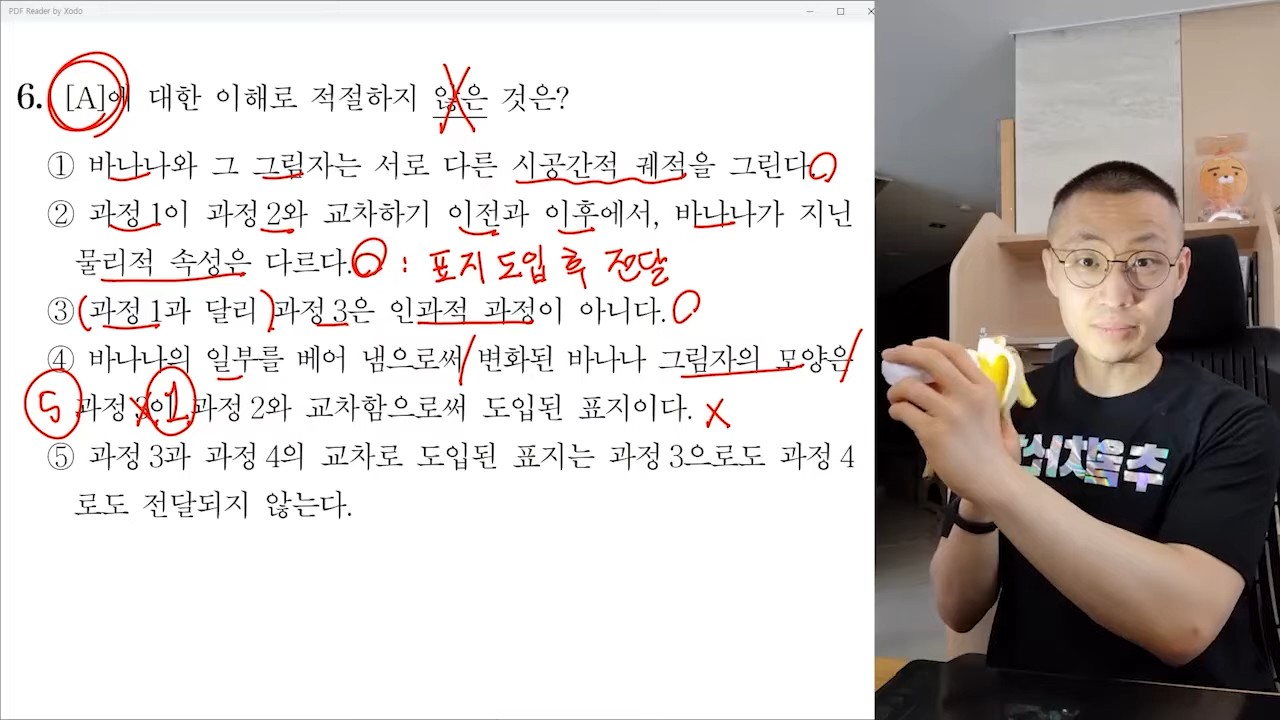 PDF Reader by Xodo
6. [A]에 대한 이해로 적절하지 않은 것은?
① 바나나와 그 그림자는 서로 다른 시공간적 궤적을 그린다.
② 과정 1이 과정 2와 교차하기 이전과 이후에서, 바나나가 지닌
물리적 속성은 다르다. : 표지 도입 후 전달
③ (과정 1과 달리) 과정 3은 인과적 과정이 아니다.
④ 바나나의 일부를 베어 냄으로써 / 변화된 바나나 그림자의 모양은 /
5 과정 3이 1 과정 2와 교차함으로써 도입된 표지이다. X
⑤ 과정 3과 과정 4의 교차로 도입된 표지는 과정 3으로도 과정 4
로도 전달되지 않는다.